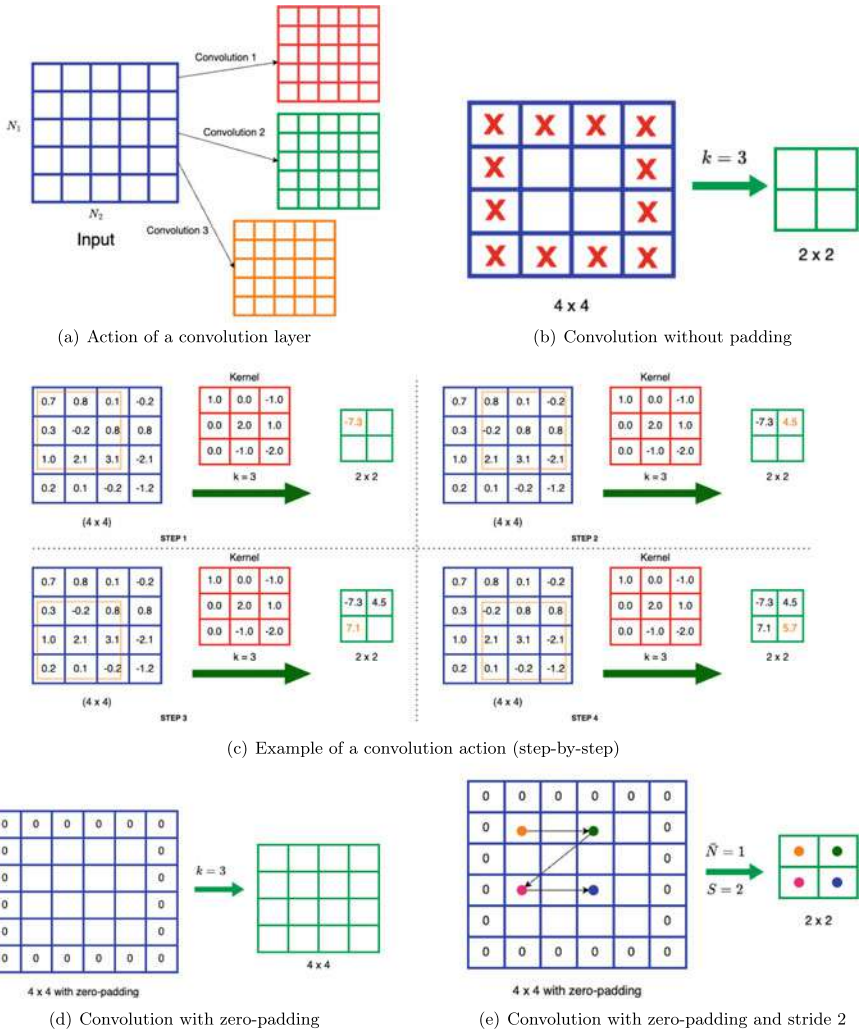 Convolution 1
Convolution 2
Convolution 3
N₁
N₂
Input
(a) Action of a convolution layer
X X X X
X X
X X
X X X X
k = 3
4 x 4
2 x 2
(b) Convolution without padding
0.7 0.8 0.1 -0.2
0.3 -0.2 0.8 0.8
1.0 2.1 3.1 -2.1
0.2 0.1 -0.2 -1.2
(4 x 4)
Kernel
1.0 0.0 -1.0
0.0 2.0 1.0
0.0 -1.0 -2.0
k = 3
-7.3
2 x 2
STEP 1
0.7 0.8 0.1 -0.2
0.3 -0.2 0.8 0.8
1.0 2.1 3.1 -2.1
0.2 0.1 -0.2 -1.2
(4 x 4)
Kernel
1.0 0.0 -1.0
0.0 2.0 1.0
0.0 -1.0 -2.0
k = 3
-7.3 4.5
2 x 2
STEP 2
0.7 0.8 0.1 -0.2
0.3 -0.2 0.8 0.8
1.0 2.1 3.1 -2.1
0.2 0.1 -0.2 -1.2
(4 x 4)
Kernel
1.0 0.0 -1.0
0.0 2.0 1.0
0.0 -1.0 -2.0
k = 3
-7.3 4.5
7.1
2 x 2
STEP 3
0.7 0.8 0.1 -0.2
0.3 -0.2 0.8 0.8
1.0 2.1 3.1 -2.1
0.2 0.1 -0.2 -1.2
(4 x 4)
Kernel
1.0 0.0 -1.0
0.0 2.0 1.0
0.0 -1.0 -2.0
k = 3
-7.3 4.5
7.1 5.7
2 x 2
STEP 4
(c) Example of a convolution action (step-by-step)
0 0 0 0 0 0
0 0
0 0
0 0
0 0
0 0 0 0 0 0
k = 3
4 x 4 with zero-padding
4 x 4
(d) Convolution with zero-padding
0 0 0 0 0 0
0 0
0 0
0 0
0 0
0 0 0 0 0 0
N̄ = 1
S = 2
4 x 4 with zero-padding
2 x 2
(e) Convolution with zero-padding and stride 2